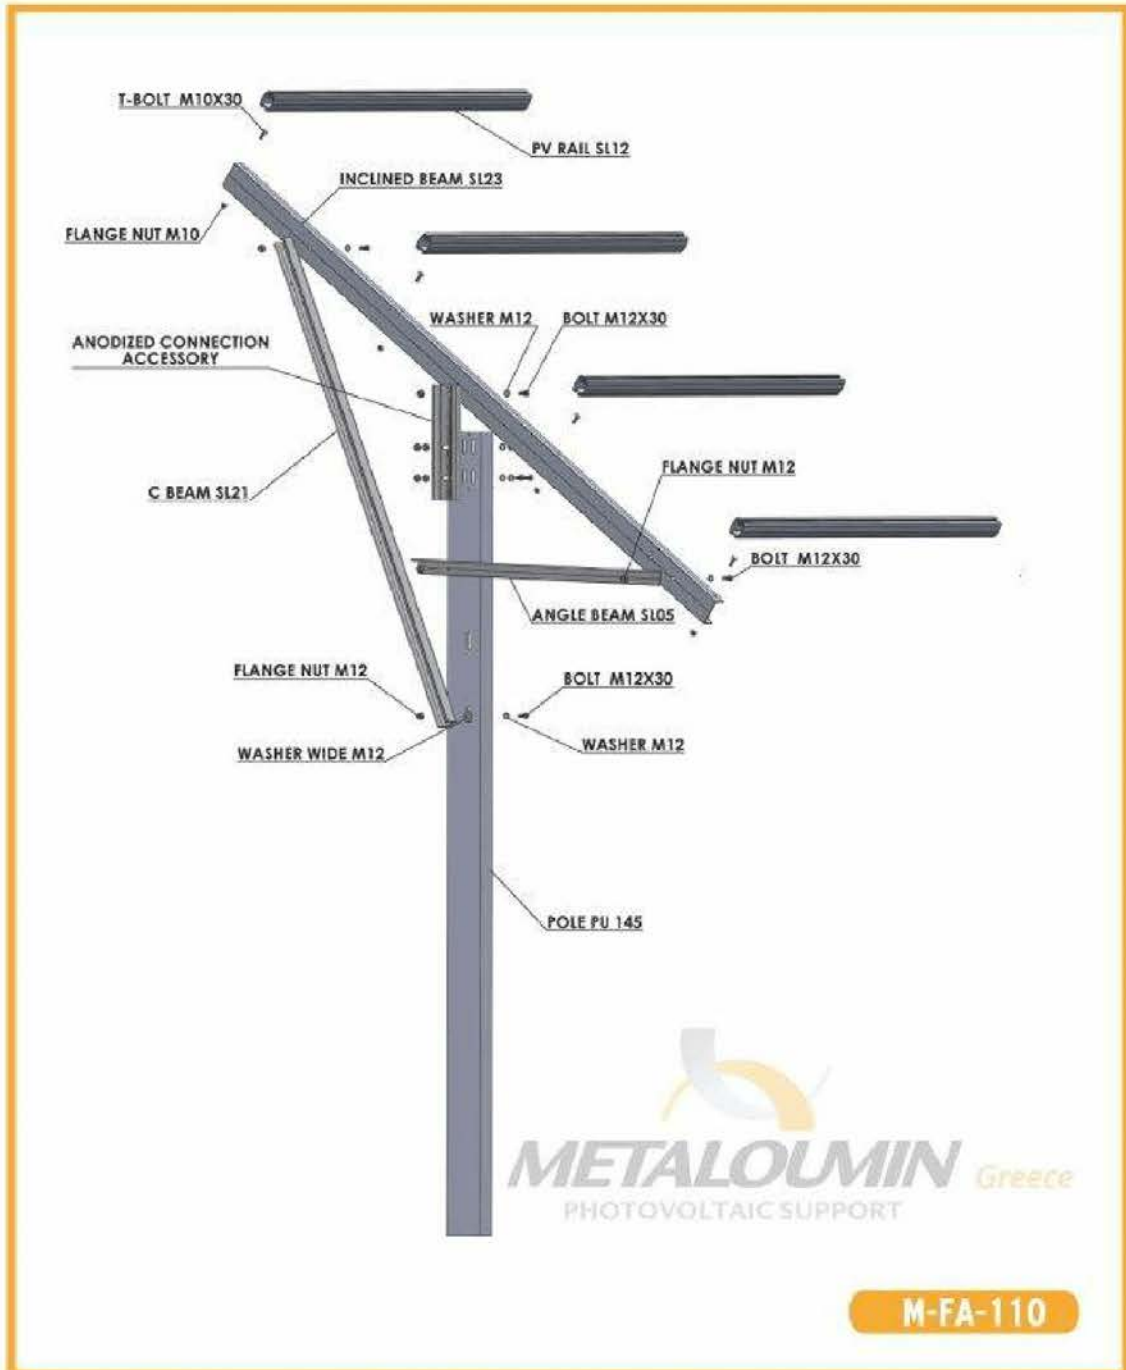 T-BOLT M10X30
PV RAIL SL12
INCLINED BEAM SL23
FLANGE NUT M10
WASHER M12
BOLT M12X30
ANODIZED CONNECTION
ACCESSORY
FLANGE NUT M12
C BEAM SL21
BOLT M12X30
ANGLE BEAM SL05
FLANGE NUT M12
BOLT M12X30
WASHER WIDE M12
WASHER M12
POLE PU 145
METALOUMIN Greece
PHOTOVOLTAIC SUPPORT
M-FA-110